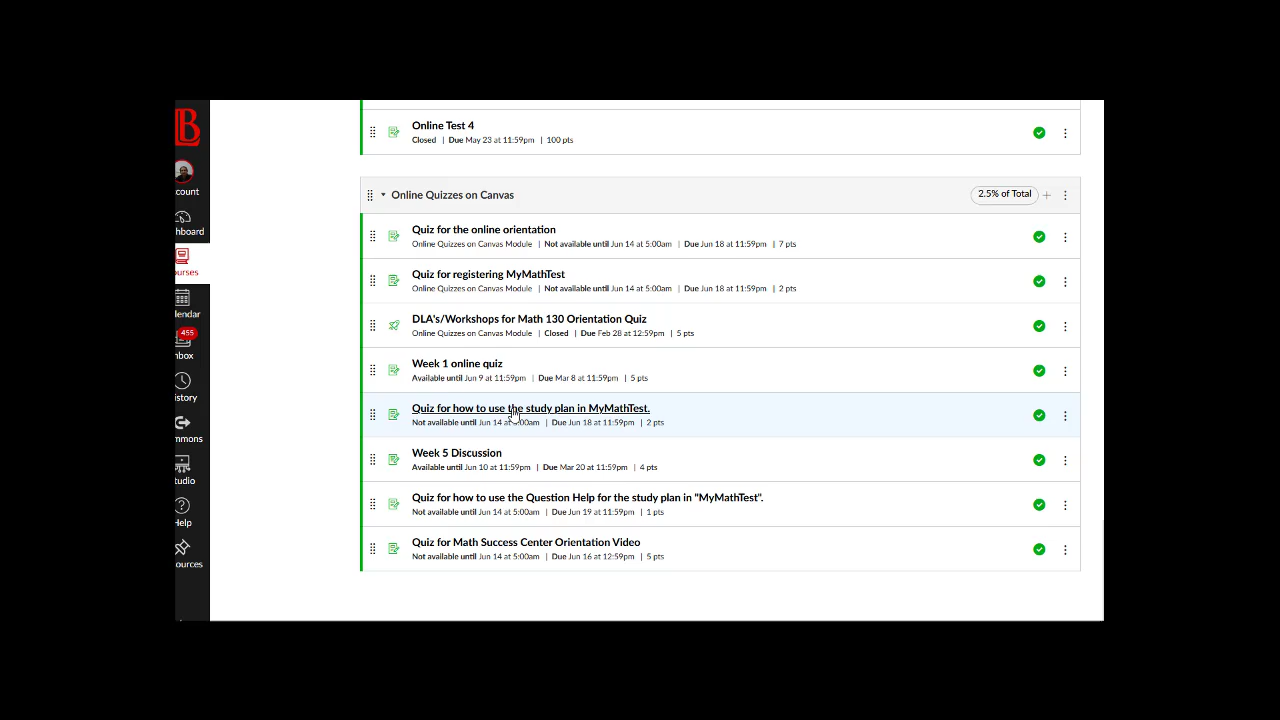 Online Test 4
Closed | Due May 23 at 11:59pm | 100 pts
Online Quizzes on Canvas
2.5% of Total
Quiz for the online orientation
Online Quizzes on Canvas Module | Not available until Jun 14 at 5:00am | Due Jun 18 at 11:59pm | 7 pts
Quiz for registering MyMathTest
Online Quizzes on Canvas Module | Not available until Jun 14 at 5:00am | Due Jun 18 at 11:59pm | 2 pts
DLA's/Workshops for Math 130 Orientation Quiz
Online Quizzes on Canvas Module | Closed | Due Feb 28 at 12:59pm | 5 pts
Week 1 online quiz
Available until Jun 9 at 11:59pm | Due Mar 8 at 11:59pm | 5 pts
Quiz for how to use the study plan in MyMathTest.
Not available until Jun 14 at 5:00am | Due Jun 18 at 11:59pm | 2 pts
Week 5 Discussion
Available until Jun 10 at 11:59pm | Due Mar 20 at 11:59pm | 4 pts
Quiz for how to use the Question Help for the study plan in "MyMathTest".
Not available until Jun 14 at 5:00am | Due Jun 19 at 11:59pm | 1 pts
Quiz for Math Success Center Orientation Video
Not available until Jun 14 at 5:00am | Due Jun 16 at 12:59pm | 5 pts
LB
count
hboard
urses
lendar
455
nbox
istory
mmons
tudio
Help
ources